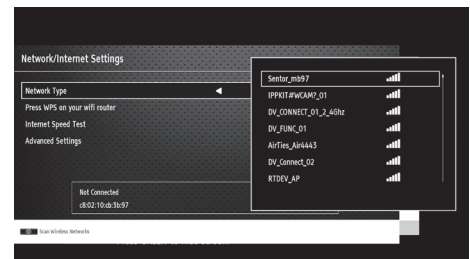 Network/Internet Settings
Network Type
Press WPS on your wifi router
Internet Speed Test
Advanced Settings
Sentor_mb97
IPPKIT#WCAM?_01
DV_CONNECT_01_2_4Ghz
DV_FUNC_01
AirTies_Air4443
DV_Connect_02
RTDEV_AP
Not Connected
c8:02:10:cb:3b:97
Scan Wireless Networks